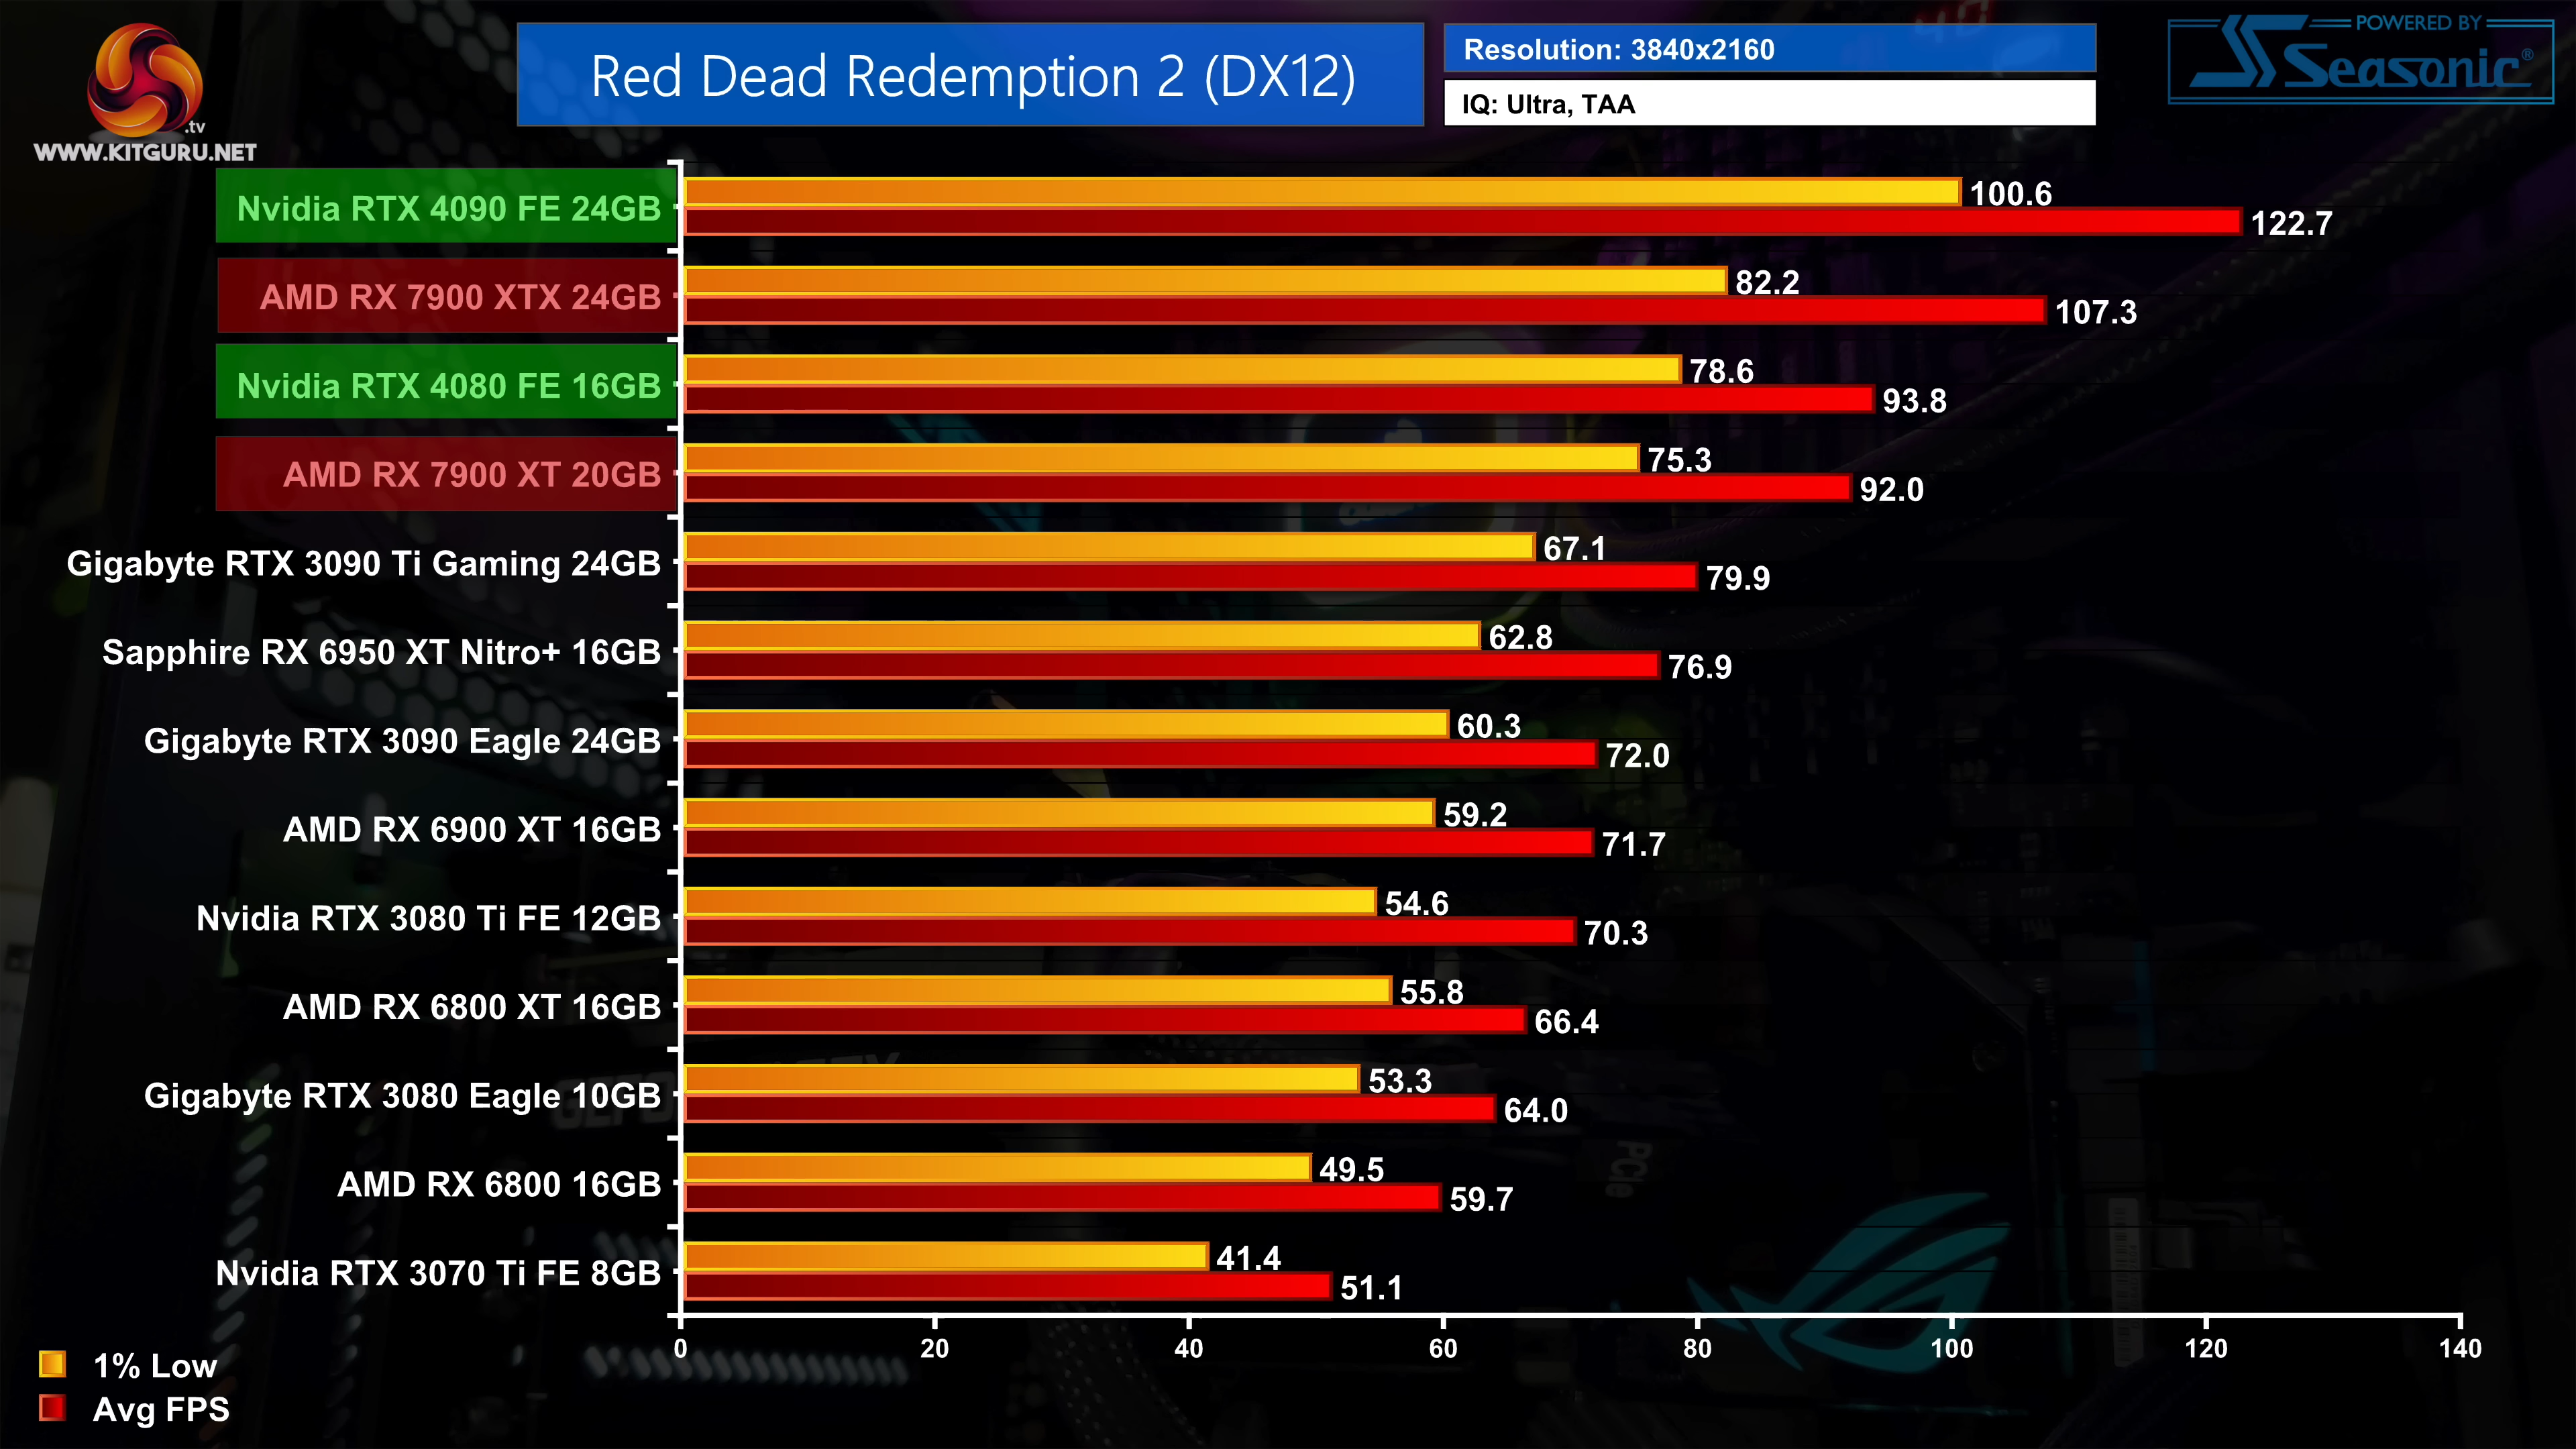 .tv
WWW.KITGURU.NET
Red Dead Redemption 2 (DX12)
Resolution: 3840x2160
IQ: Ultra, TAA
POWERED BY
Seasonic®
Nvidia RTX 4090 FE 24GB
100.6
122.7
AMD RX 7900 XTX 24GB
82.2
107.3
Nvidia RTX 4080 FE 16GB
78.6
93.8
AMD RX 7900 XT 20GB
75.3
92.0
Gigabyte RTX 3090 Ti Gaming 24GB
67.1
79.9
Sapphire RX 6950 XT Nitro+ 16GB
62.8
76.9
Gigabyte RTX 3090 Eagle 24GB
60.3
72.0
AMD RX 6900 XT 16GB
59.2
71.7
Nvidia RTX 3080 Ti FE 12GB
54.6
70.3
AMD RX 6800 XT 16GB
55.8
66.4
Gigabyte RTX 3080 Eagle 10GB
53.3
64.0
AMD RX 6800 16GB
49.5
59.7
Nvidia RTX 3070 Ti FE 8GB
41.4
51.1
0 20 40 60 80 100 120 140
1% Low
Avg FPS
PCIe